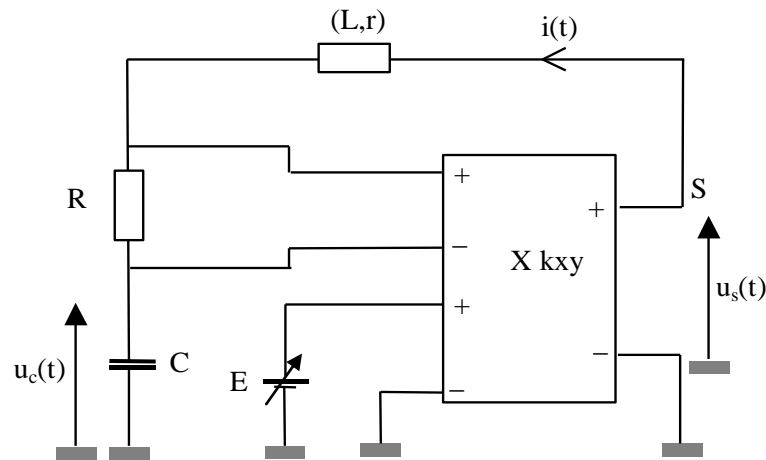 (L,r)
i(t)
R
+
−
+
−
X kxy
+
−
S
u_s(t)
u_c(t)
C
E